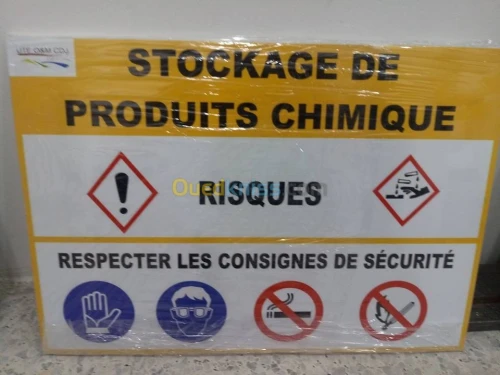 STOCKAGE DE
PRODUITS CHIMIQUE
RISQUES
RESPECTER LES CONSIGNES DE SÉCURITÉ